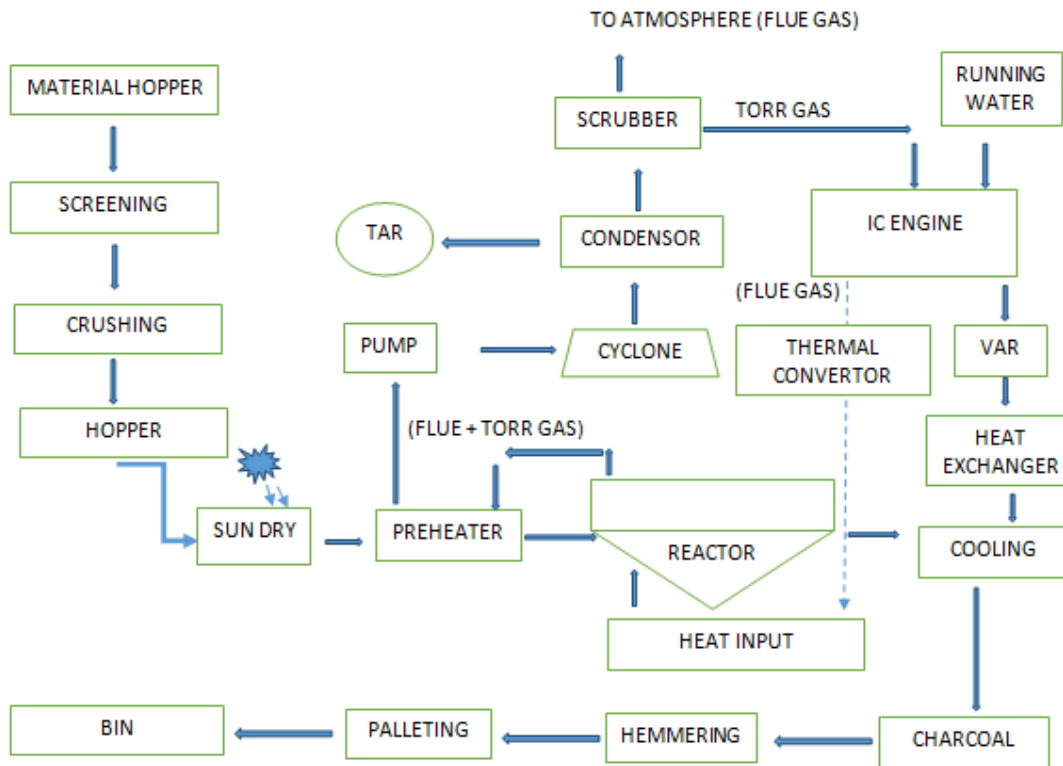 TO ATMOSPHERE (FLUE GAS)
MATERIAL HOPPER
SCRUBBER
TORR GAS
RUNNING
WATER
SCREENING
TAR
CONDENSOR
IC ENGINE
(FLUE GAS)
CRUSHING
PUMP
CYCLONE
THERMAL
CONVERTOR
VAR
HOPPER
(FLUE + TORR GAS)
HEAT
EXCHANGER
SUN DRY
PREHEATER
REACTOR
COOLING
HEAT INPUT
BIN
PALLETING
HEMMERING
CHARCOAL